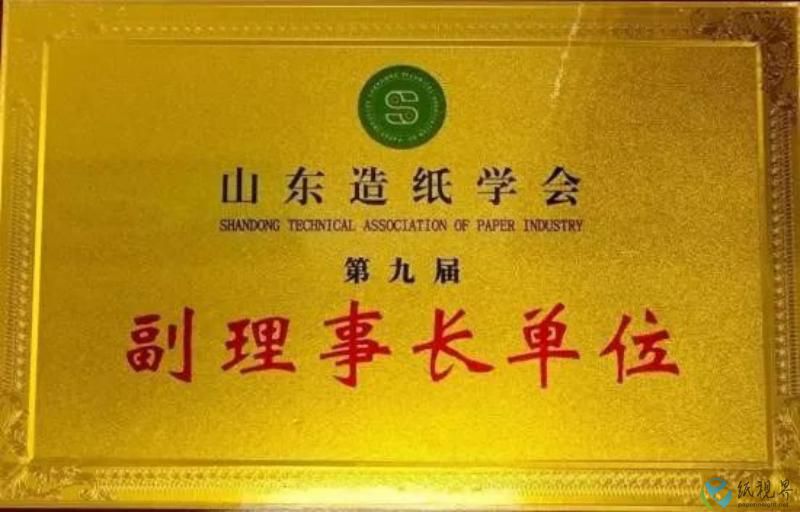 山东造纸学会
SHANDONG TECHNICAL ASSOCIATION OF PAPER INDUSTRY
第九届
副理事长单位
纸视界